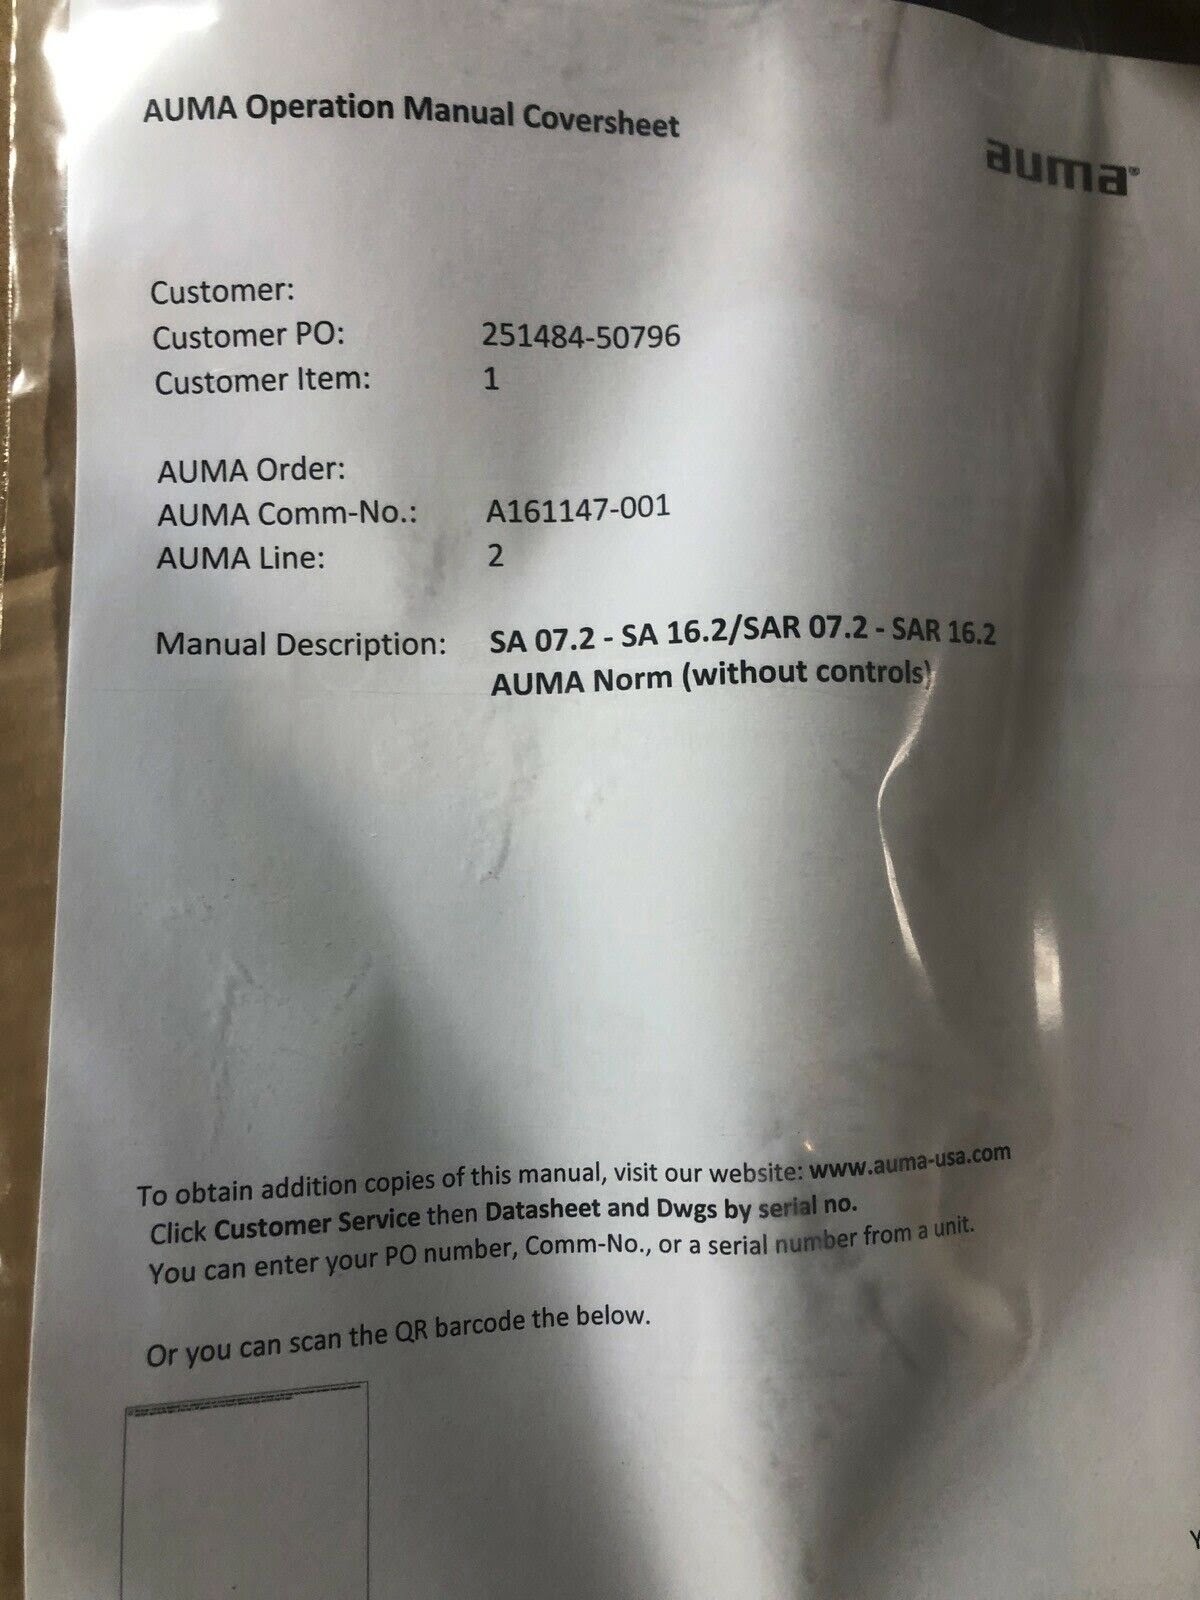 AUMA Operation Manual Coversheet
auma®
Customer:
Customer PO: 251484-50796
Customer Item: 1
AUMA Order:
AUMA Comm-No.: A161147-001
AUMA Line: 2
Manual Description: SA 07.2 - SA 16.2/SAR 07.2 - SAR 16.2
AUMA Norm (without controls)
To obtain addition copies of this manual, visit our website: www.auma-usa.com
Click Customer Service then Datasheet and Dwgs by serial no.
You can enter your PO number, Comm-No., or a serial number from a unit.
Or you can scan the QR barcode the below.
Y